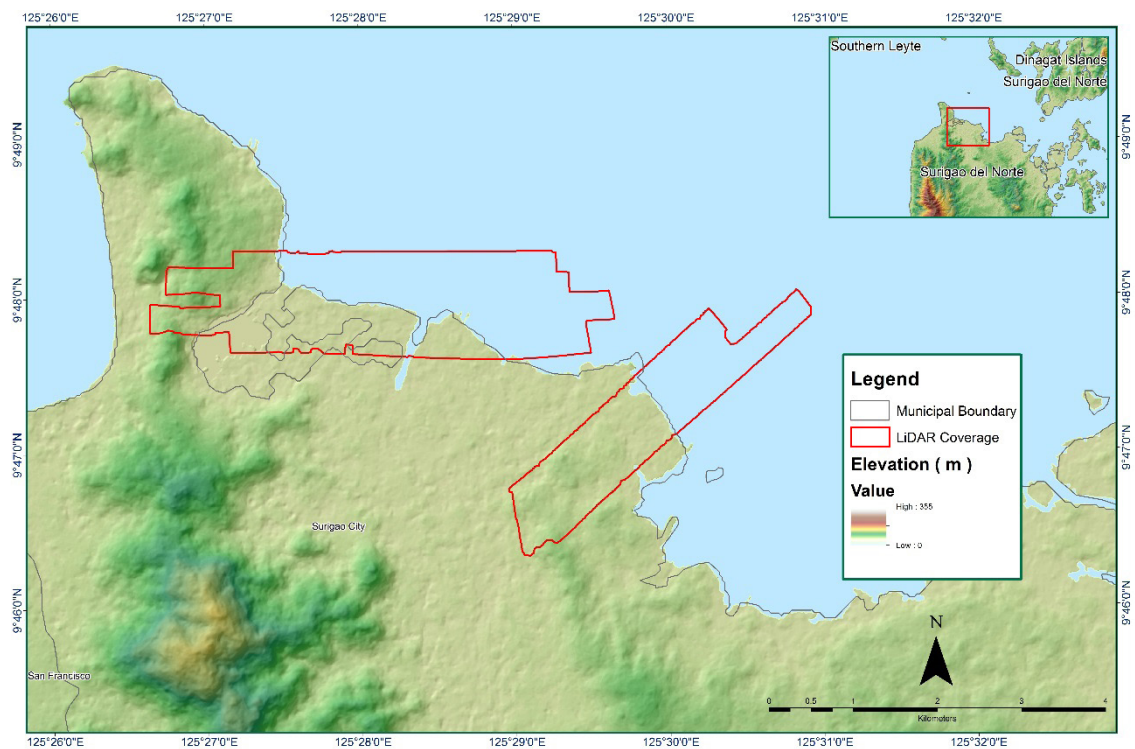 125°26'0"E 125°27'0"E 125°28'0"E 125°29'0"E 125°30'0"E 125°31'0"E 125°32'0"E
Southern Leyte
Dinagat Islands
Surigao del Norte
Surigao del Norte
9°49'0"N 9°49'0"N
9°48'0"N 9°48'0"N
Legend
Municipal Boundary
LiDAR Coverage
Elevation ( m )
Value
High : 355
Low : 0
9°47'0"N 9°47'0"N
Surigao City
9°46'0"N 9°46'0"N
San Francisco
N
0 0.5 1 2 3 4
Kilometers
125°26'0"E 125°27'0"E 125°28'0"E 125°29'0"E 125°30'0"E 125°31'0"E 125°32'0"E